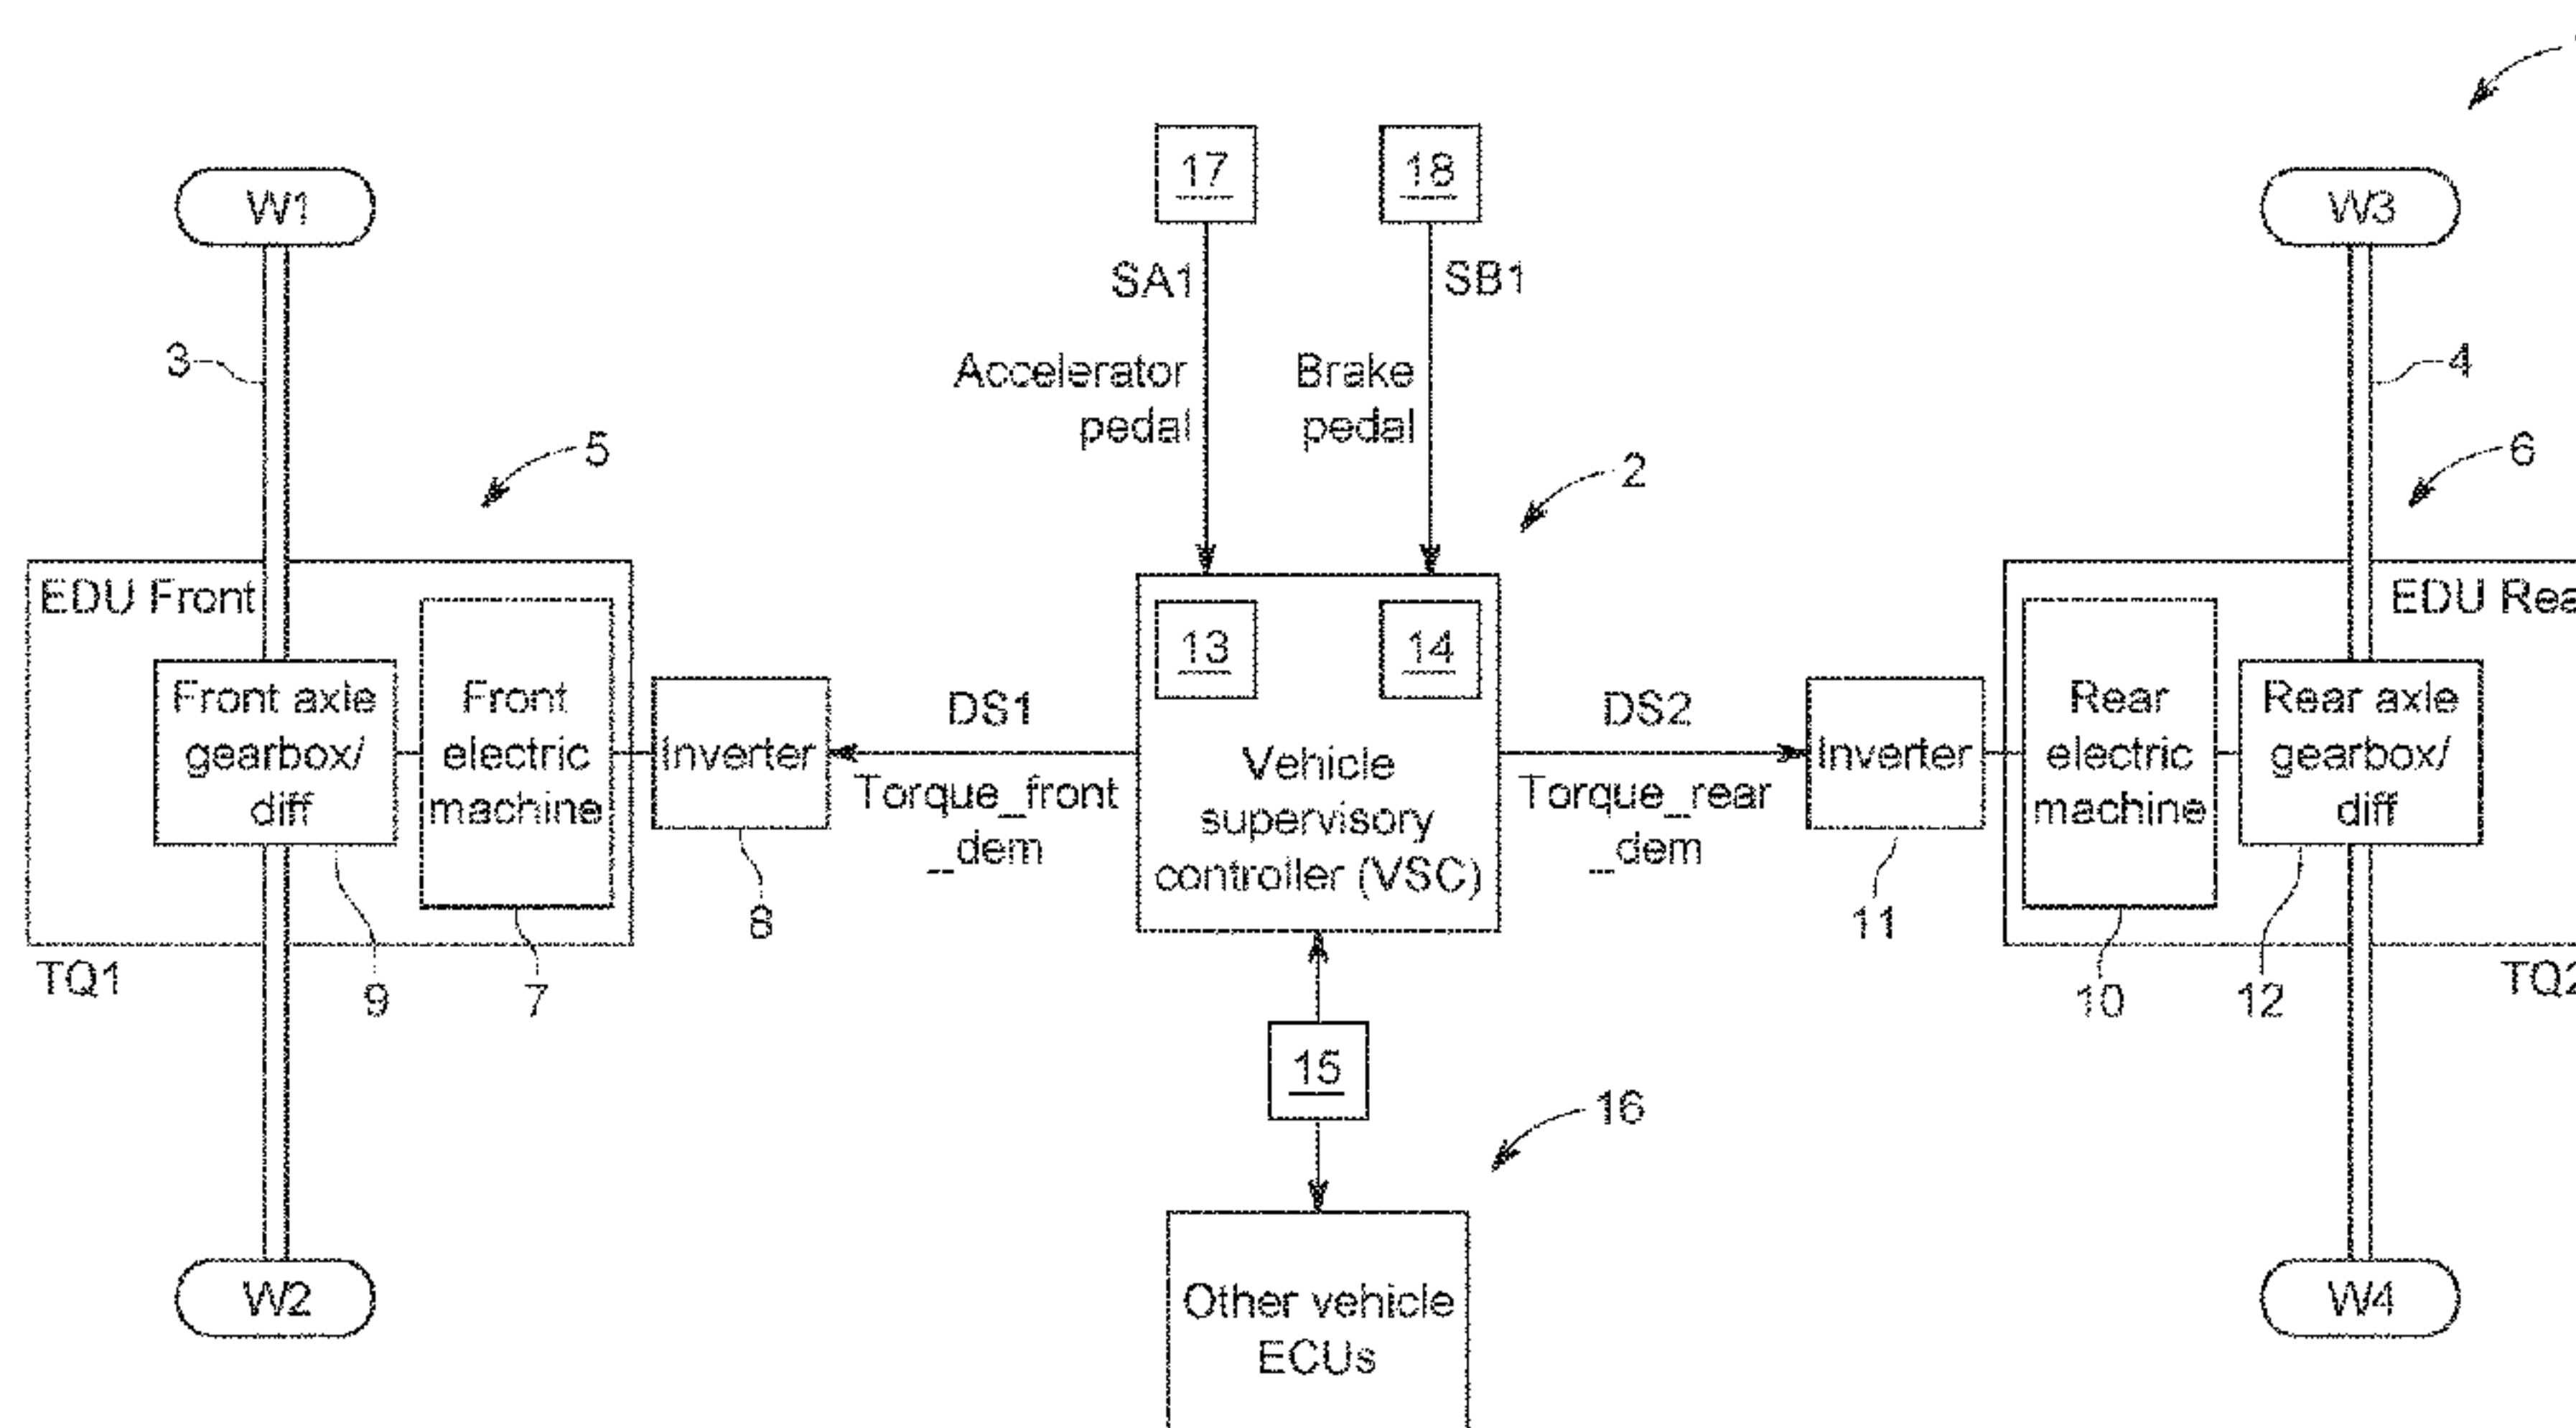 17
18
W1
W3
SA1
SB1
3
Accelerator
pedal
Brake
pedal
4
5
2
6
EDU Front
13
14
Front axle
gearbox/
diff
Front
electric
machine
Inverter
DS1
Torque_front
_dem
Vehicle
supervisory
controller (VSC)
DS2
Torque_rear
_dem
Inverter
Rear
electric
machine
EDU
Rear axle
gearbox/
diff
8
11
TQ1
9
7
10
12
15
16
W2
Other vehicle
ECUs
W4